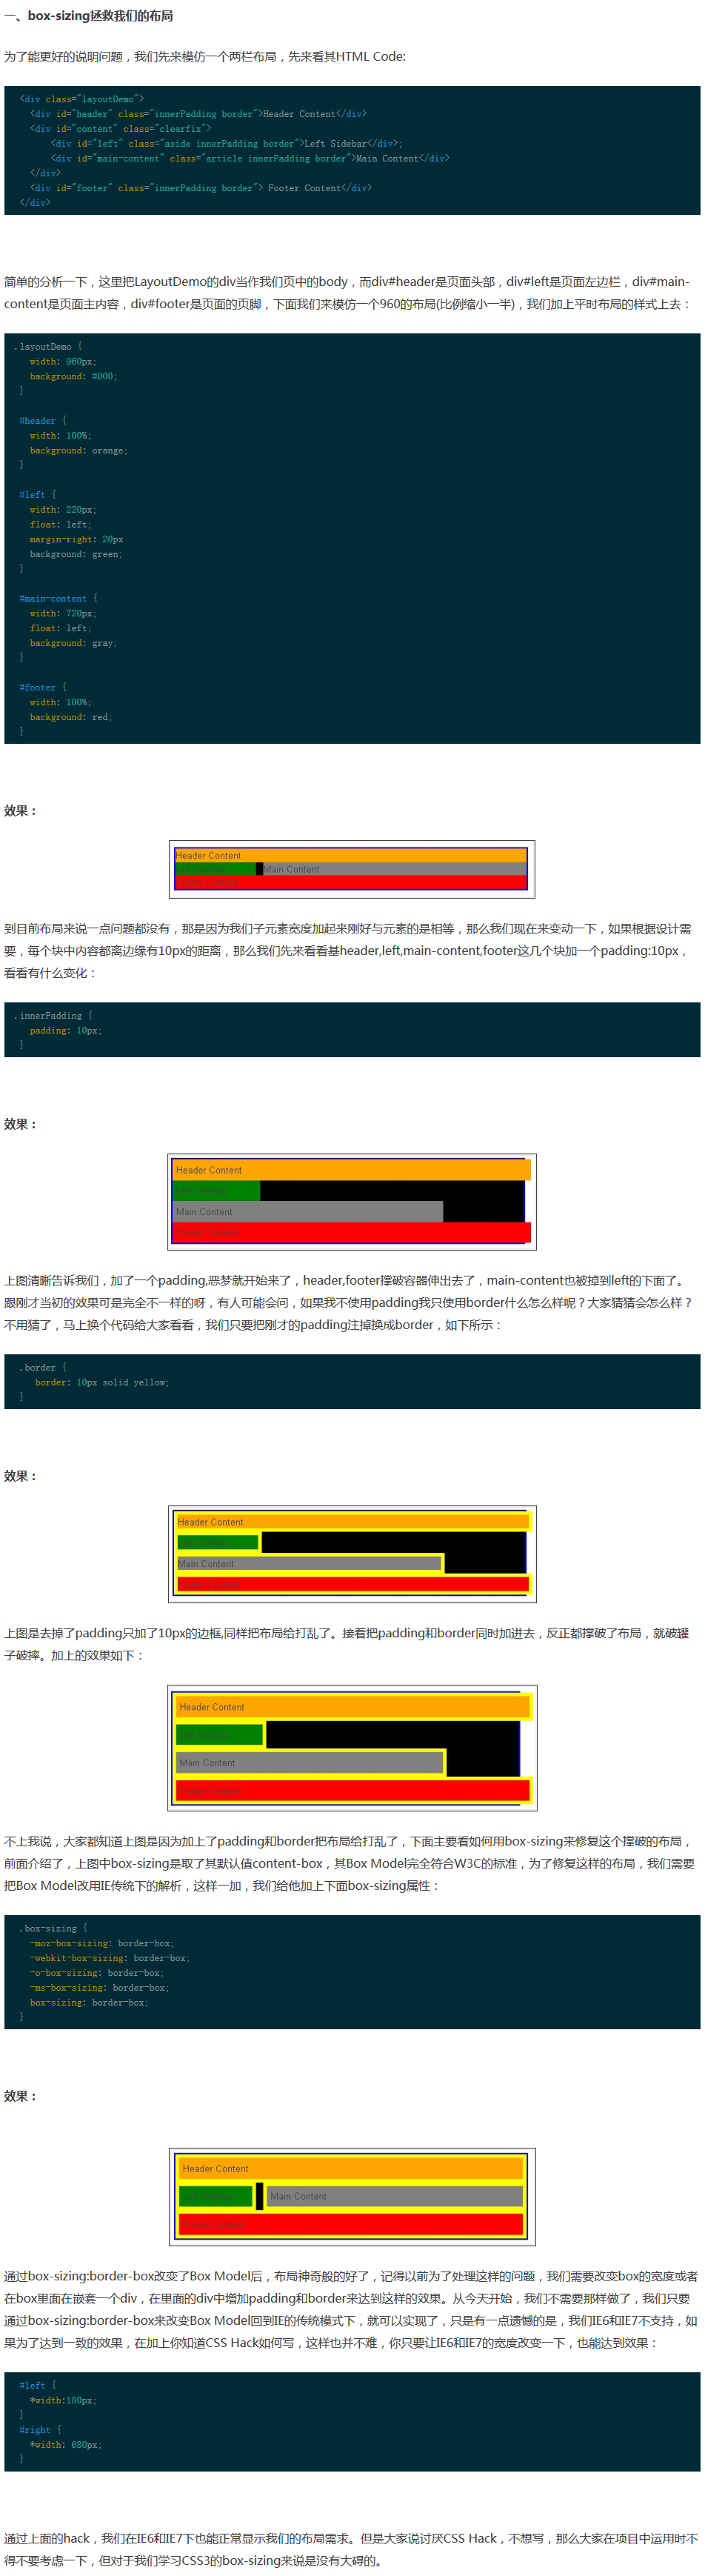 一、box-sizing拯救我们的布局
为了能更好的说明问题，我们先来模仿一个两栏布局，先来看其HTML Code:
<div class="layoutDemo">
<div id="header" class="innerPadding border">Header Content</div>
<div id="content" class="clearfix">
<div id="left" class="aside innerPadding border">Left Sidebar</div>;
<div id="main-content" class="article innerPadding border">Main Content</div>
</div>
<div id="footer" class="innerPadding border"> Footer Content</div>
</div>
简单的分析一下，这里把LayoutDemo的div当作我们页中的body，而div#header是页面头部，div#left是页面左边栏，div#main-
content是页面主内容，div#footer是页面的页脚，下面我们来模仿一个960的布局(比例缩小一半)，我们加上平时布局的样式上去：
.layoutDemo {
width: 960px;
background: #000;
}
#header {
width: 100%;
background: orange;
}
#left {
width: 220px;
float: left;
margin-right: 20px
background: green;
}
#main-content {
width: 720px;
float: left;
background: gray;
}
#footer {
width: 100%;
background: red;
}
效果：
Header Content
Main Content
到目前布局来说一点问题都没有，那是因为我们子元素宽度加起来刚好与元素的是相等，那么我们现在来变动一下，如果根据设计需
要，每个块中内容都离边缘有10px的距离，那么我们先来看看基header,left,main-content,footer这几个块加一个padding:10px，
看看有什么变化：
.innerPadding {
padding: 10px;
}
效果：
Header Content
Main Content
Footer Content
上图清晰告诉我们，加了一个padding,恶梦就开始来了，header,footer撑破容器伸出去了，main-content也被掉到left的下面了。
跟刚才当初的效果可是完全不一样的呀，有人可能会问，如果我不使用padding我只使用border什么怎么样呢？大家猜猜会怎么样？
不用猜了，马上换个代码给大家看看，我们只要把刚才的padding注掉换成border，如下所示：
.border {
border: 10px solid yellow;
}
效果：
Header Content
Main Content
Footer Content
上图是去掉了padding只加了10px的边框,同样把布局给打乱了。接着把padding和border同时加进去，反正都撑破了布局，就破罐
子破摔。加上的效果如下：
Header Content
Main Content
Footer Content
不上我说，大家都知道上图是因为加上了padding和border把布局给打乱了，下面主要看如何用box-sizing来修复这个撑破的布局，
前面介绍了，上图中box-sizing是取了其默认值content-box，其Box Model完全符合W3C的标准，为了修复这样的布局，我们需要
把Box Model改用IE传统下的解析，这样一加，我们给他加上下面box-sizing属性：
.box-sizing {
-moz-box-sizing: border-box;
-webkit-box-sizing: border-box;
-o-box-sizing: border-box;
-ms-box-sizing: border-box;
box-sizing: border-box;
}
效果：
Header Content
Main Content
Footer Content
通过box-sizing:border-box改变了Box Model后，布局神奇般的好了，记得以前为了处理这样的问题，我们需要改变box的宽度或者
在box里面在嵌套一个div，在里面的div中增加padding和border来达到这样的效果。从今天开始，我们不需要那样做了，我们只要
通过box-sizing:border-box来改变Box Model回到IE的传统模式下，就可以实现了，只是有一点遗憾的是，我们IE6和IE7不支持，如
果为了达到一致的效果，在加上你知道CSS Hack如何写，这样也并不难，你只要让IE6和IE7的宽度改变一下，也能达到效果：
#left {
*width:180px;
}
#right {
*width: 680px;
}
通过上面的hack，我们在IE6和IE7下也能正常显示我们的布局需求。但是大家说讨厌CSS Hack，不想写，那么大家在项目中运用时不
得不要考虑一下，但对于我们学习CSS3的box-sizing来说是没有大碍的。